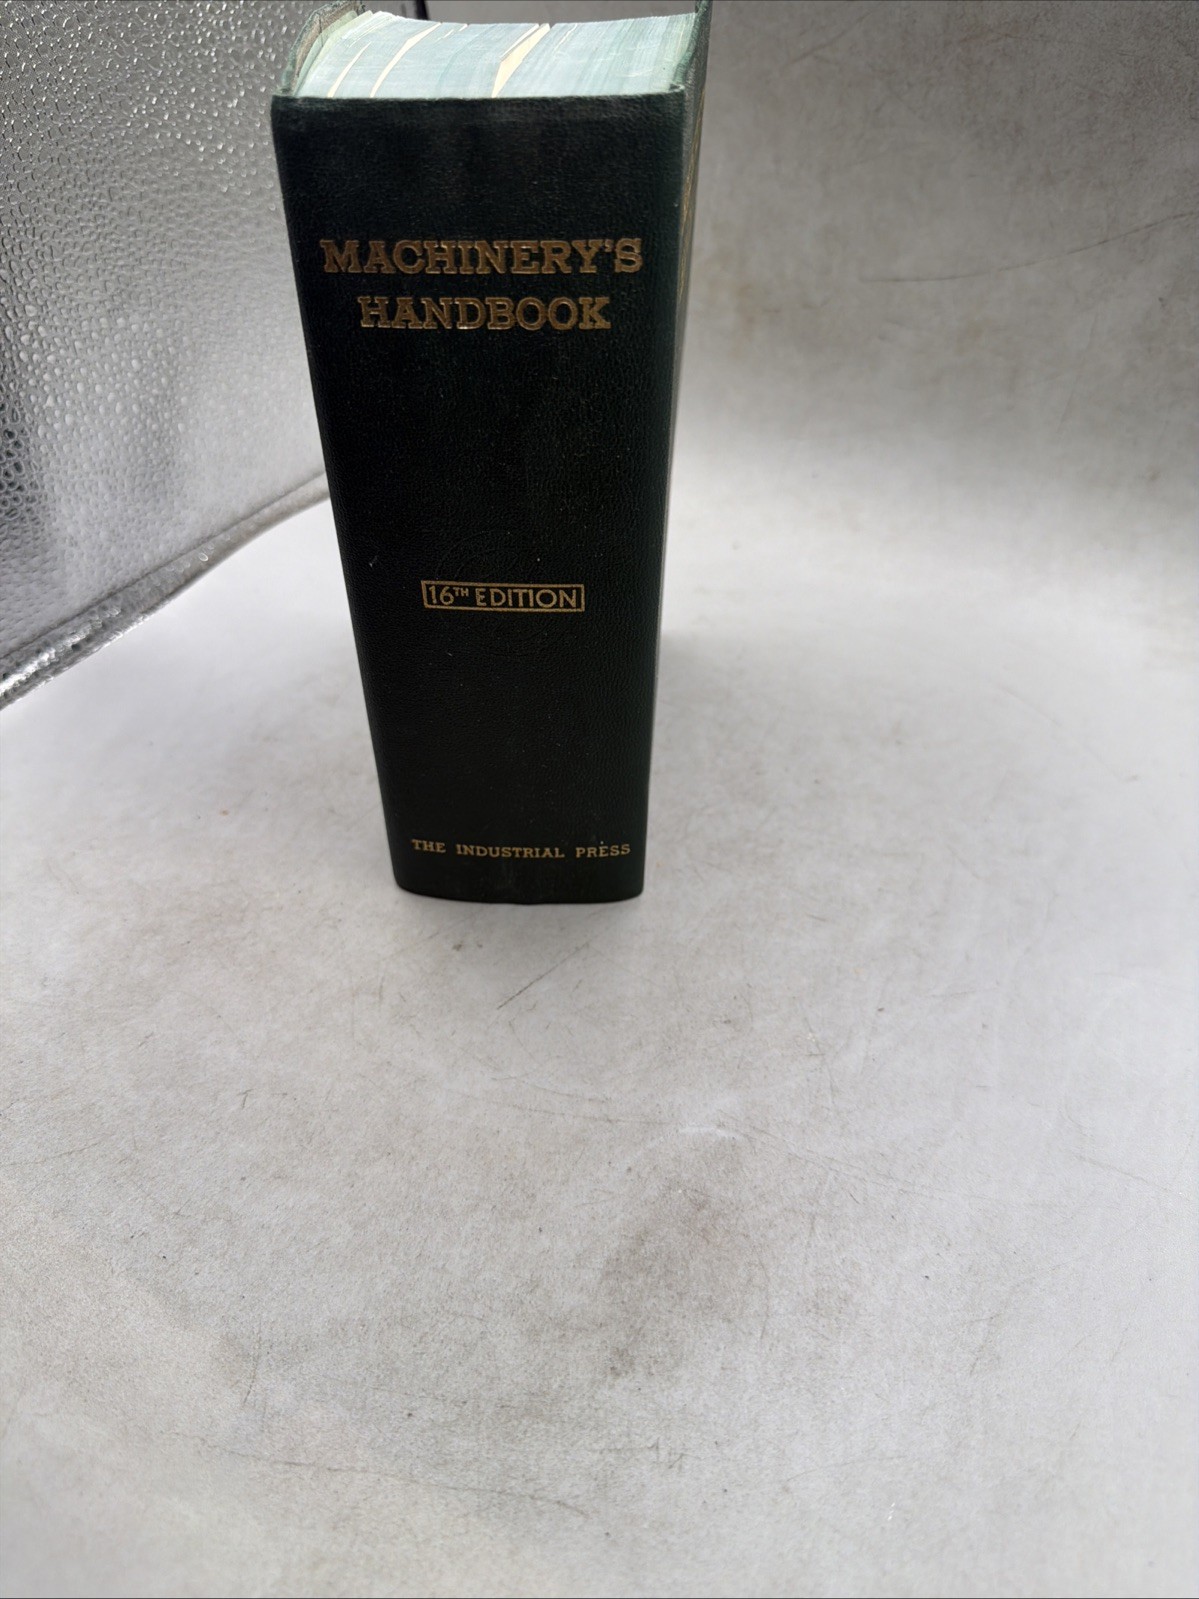 MACHINERY'S
HANDBOOK
16TH EDITION
THE INDUSTRIAL PRESS